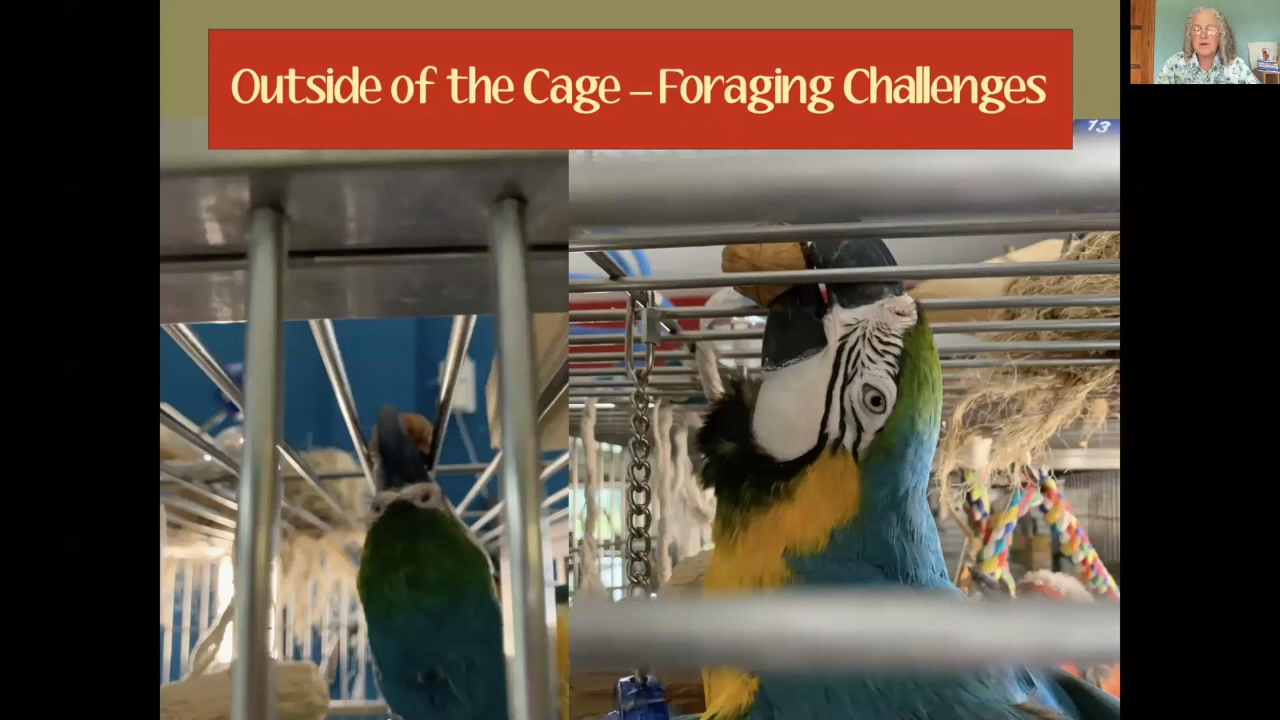 Outside of the Cage – Foraging Challenges
13